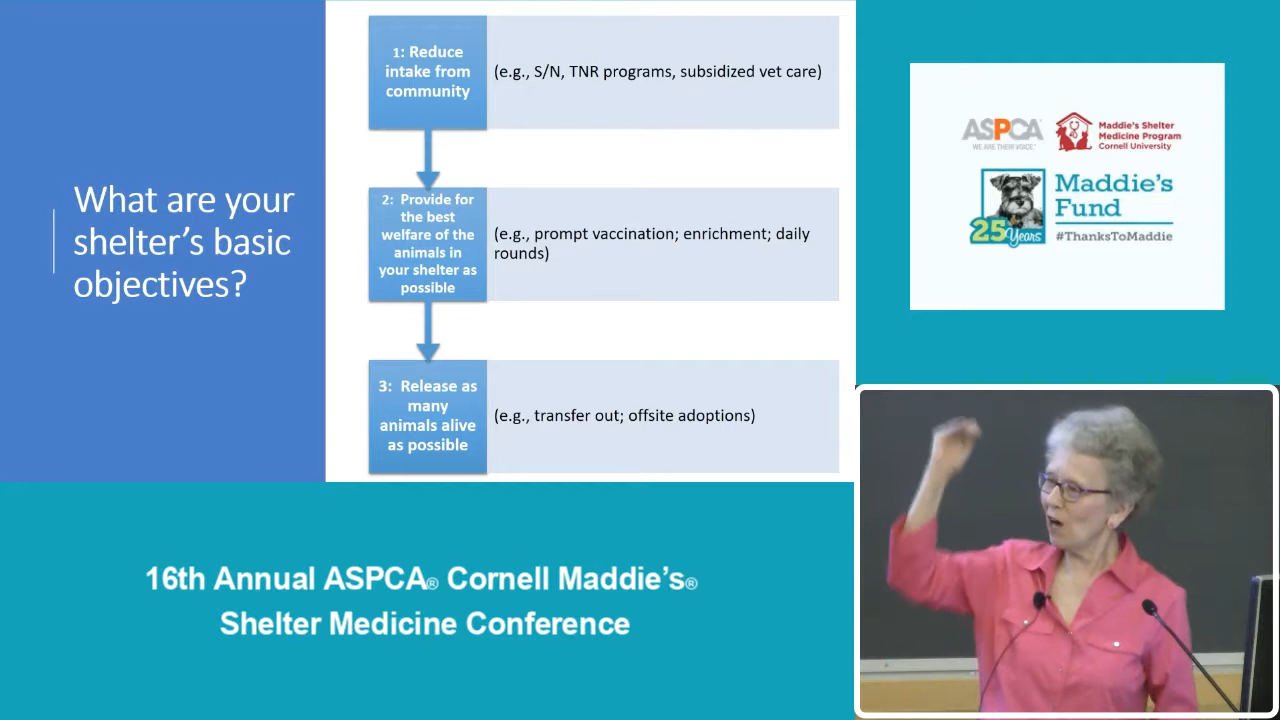 What are your
shelter's basic
objectives?
1: Reduce
intake from
community
(e.g., S/N, TNR programs, subsidized vet care)
2: Provide for
the best
welfare of the
animals in
your shelter as
possible
(e.g., prompt vaccination; enrichment; daily
rounds)
3: Release as
many
animals alive
as possible
(e.g., transfer out; offsite adoptions)
ASPCA
WE ARE THEIR VOICE™
Maddie's Shelter
Medicine Program
Cornell University
Maddie's
Fund
25 Years
#ThanksToMaddie
16th Annual ASPCA® Cornell Maddie's®
Shelter Medicine Conference